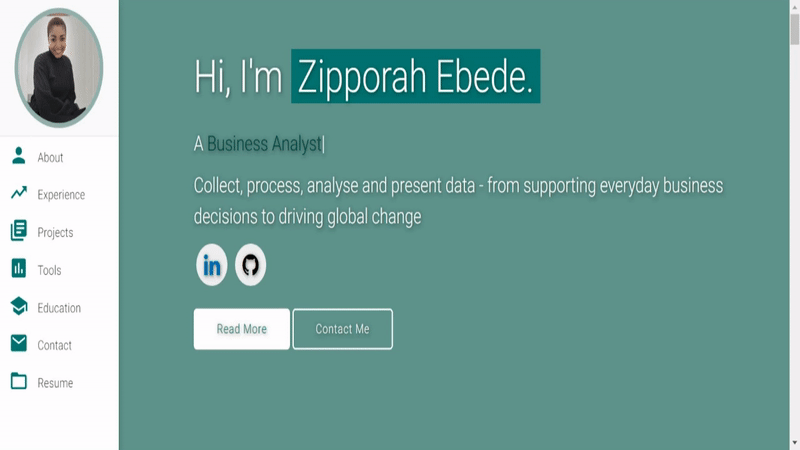 About
Experience
Projects
Tools
Education
Contact
Resume
Hi, I'm Zipporah Ebede.
A Business Analyst|
Collect, process, analyse and present data - from supporting everyday business
decisions to driving global change
in
Read More
Contact Me